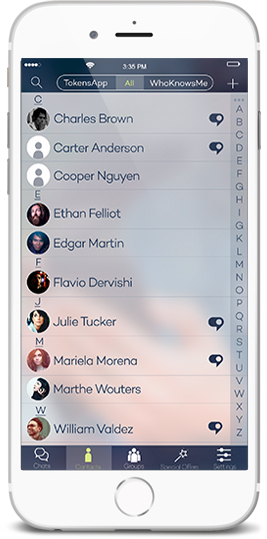 3:35 PM
TokensApp All WhoKnowsMe
C
Charles Brown
Carter Anderson
Cooper Nguyen
E
Ethan Felliot
Edgar Martin
F
Flavio Dervishi
J
Julie Tucker
M
Mariela Morena
Marthe Wouters
W
William Valdez
A
B
C
D
E
F
G
H
I
G
K
L
M
N
O
P
Q
R
S
T
U
V
W
X
Y
Z
Chats Contacts Groups Special Offers Settings